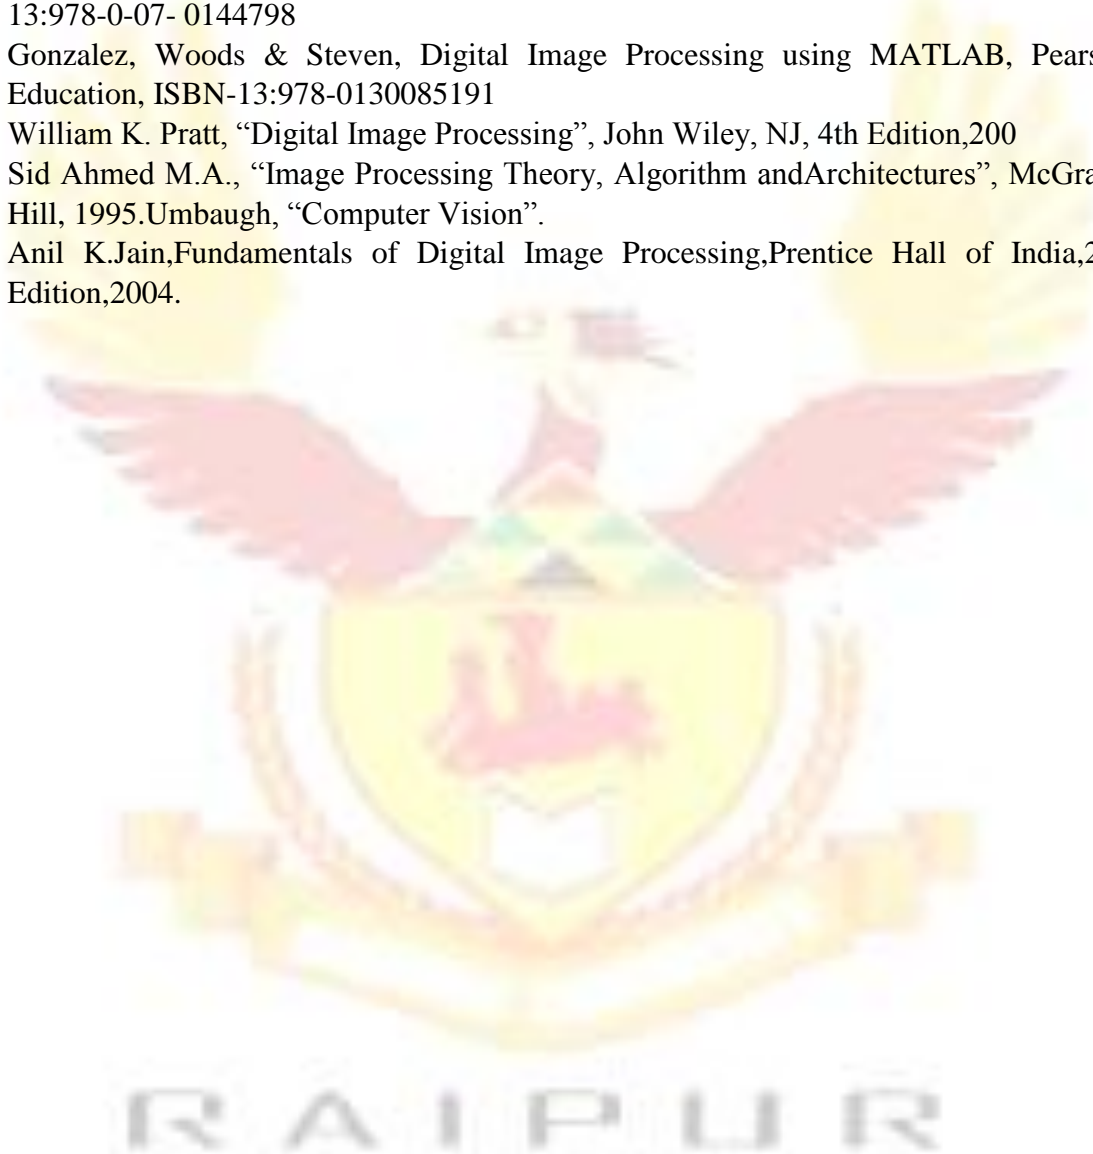 13:978-0-07- 0144798
Gonzalez, Woods & Steven, Digital Image Processing using MATLAB, Pears
Education, ISBN-13:978-0130085191
William K. Pratt, “Digital Image Processing”, John Wiley, NJ, 4th Edition,200
Sid Ahmed M.A., “Image Processing Theory, Algorithm andArchitectures”, McGra
Hill, 1995.Umbaugh, “Computer Vision”.
Anil K.Jain,Fundamentals of Digital Image Processing,Prentice Hall of India,2
Edition,2004.
RAIPUR